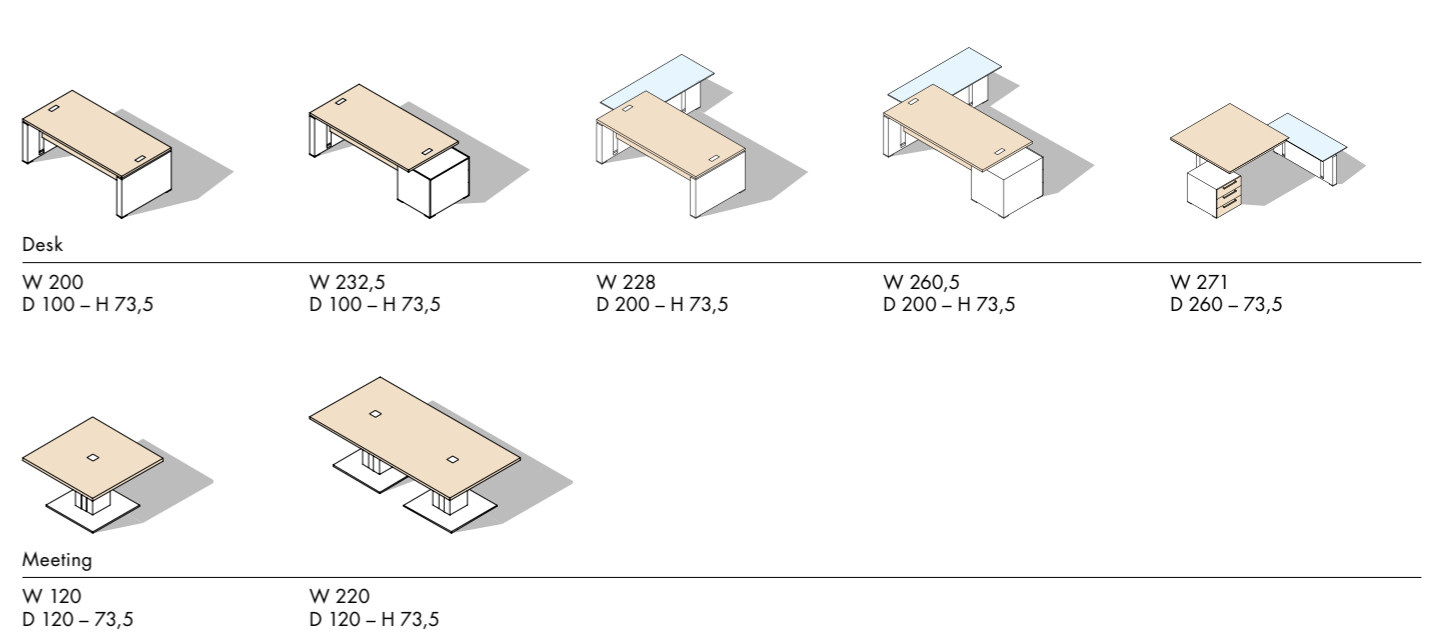 Desk
W 200
D 100 – H 73,5
W 232,5
D 100 – H 73,5
W 228
D 200 – H 73,5
W 260,5
D 200 – H 73,5
W 271
D 260 – 73,5
Meeting
W 120
D 120 – 73,5
W 220
D 120 – H 73,5